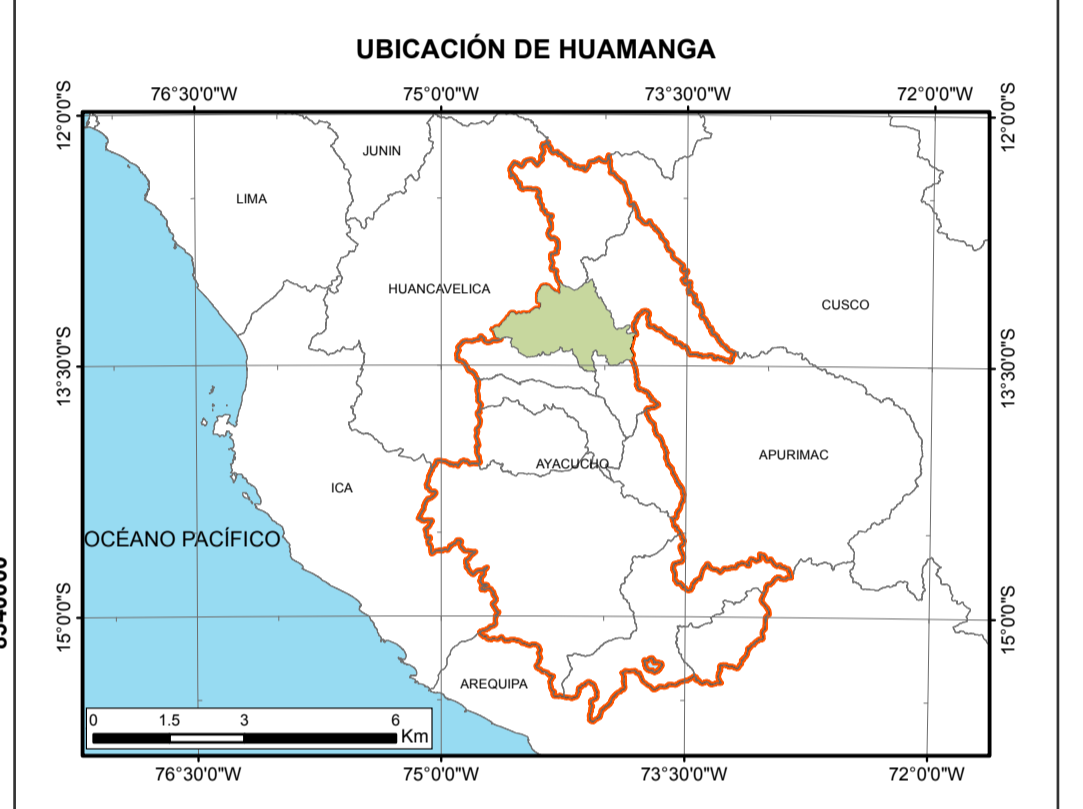 UBICACIÓN DE HUAMANGA
76°30'0"W 75°0'0"W 73°30'0"W 72°0'0"W
12°0'0"S 12°0'0"S
JUNIN
LIMA
HUANCAVELICA
CUSCO
13°30'0"S 13°30'0"S
APURIMAC
AYACUCHO
ICA
OCÉANO PACÍFICO
15°0'0"S 15°0'0"S
AREQUIPA
0 1.5 3 6
Km
76°30'0"W 75°0'0"W 73°30'0"W 72°0'0"W